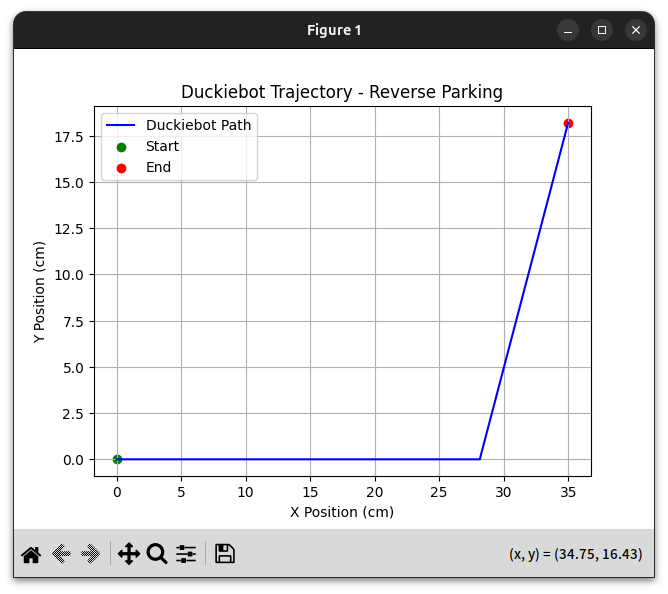 Figure 1
Duckiebot Trajectory - Reverse Parking
Duckiebot Path
Start
End
17.5
15.0
12.5
10.0
7.5
5.0
2.5
0.0
Y Position (cm)
0 5 10 15 20 25 30 35
X Position (cm)
(x, y) = (34.75, 16.43)